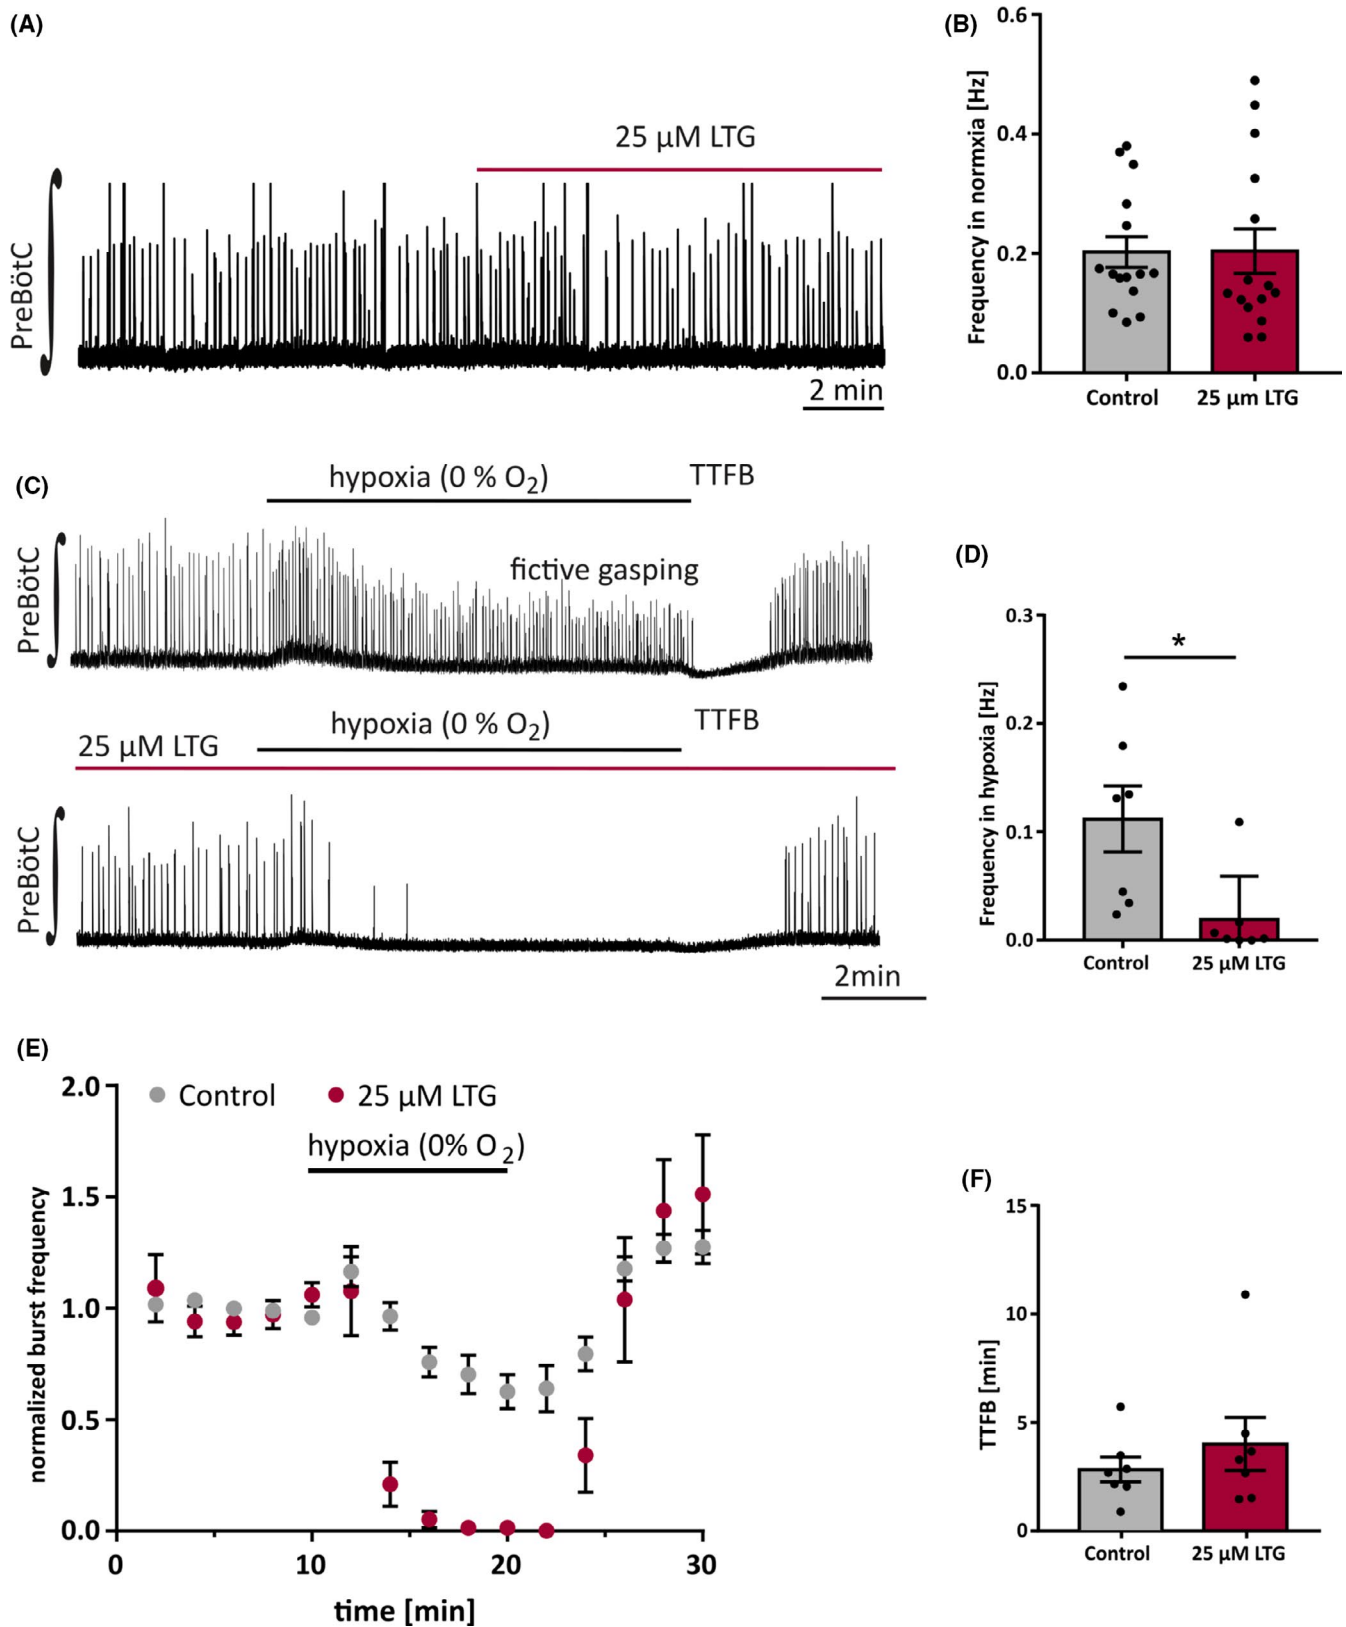 (A)
25 µM LTG
PreBötC
∫
2 min
(B)
Frequency in normxia [Hz]
0.6
0.4
0.2
0.0
Control
25 µm LTG
(C)
hypoxia (0 % O2)
TTFB
fictive gasping
PreBötC
∫
hypoxia (0 % O2)
TTFB
25 µM LTG
PreBötC
∫
2min
(D)
Frequency in hypoxia [Hz]
0.3
0.2
0.1
0.0
*
Control
25 µM LTG
(E)
normalized burst frequency
2.0
1.5
1.0
0.5
0.0
Control
25 µM LTG
hypoxia (0% O2)
0
10
20
30
time [min]
(F)
TTFB [min]
15
10
5
0
Control
25 µM LTG